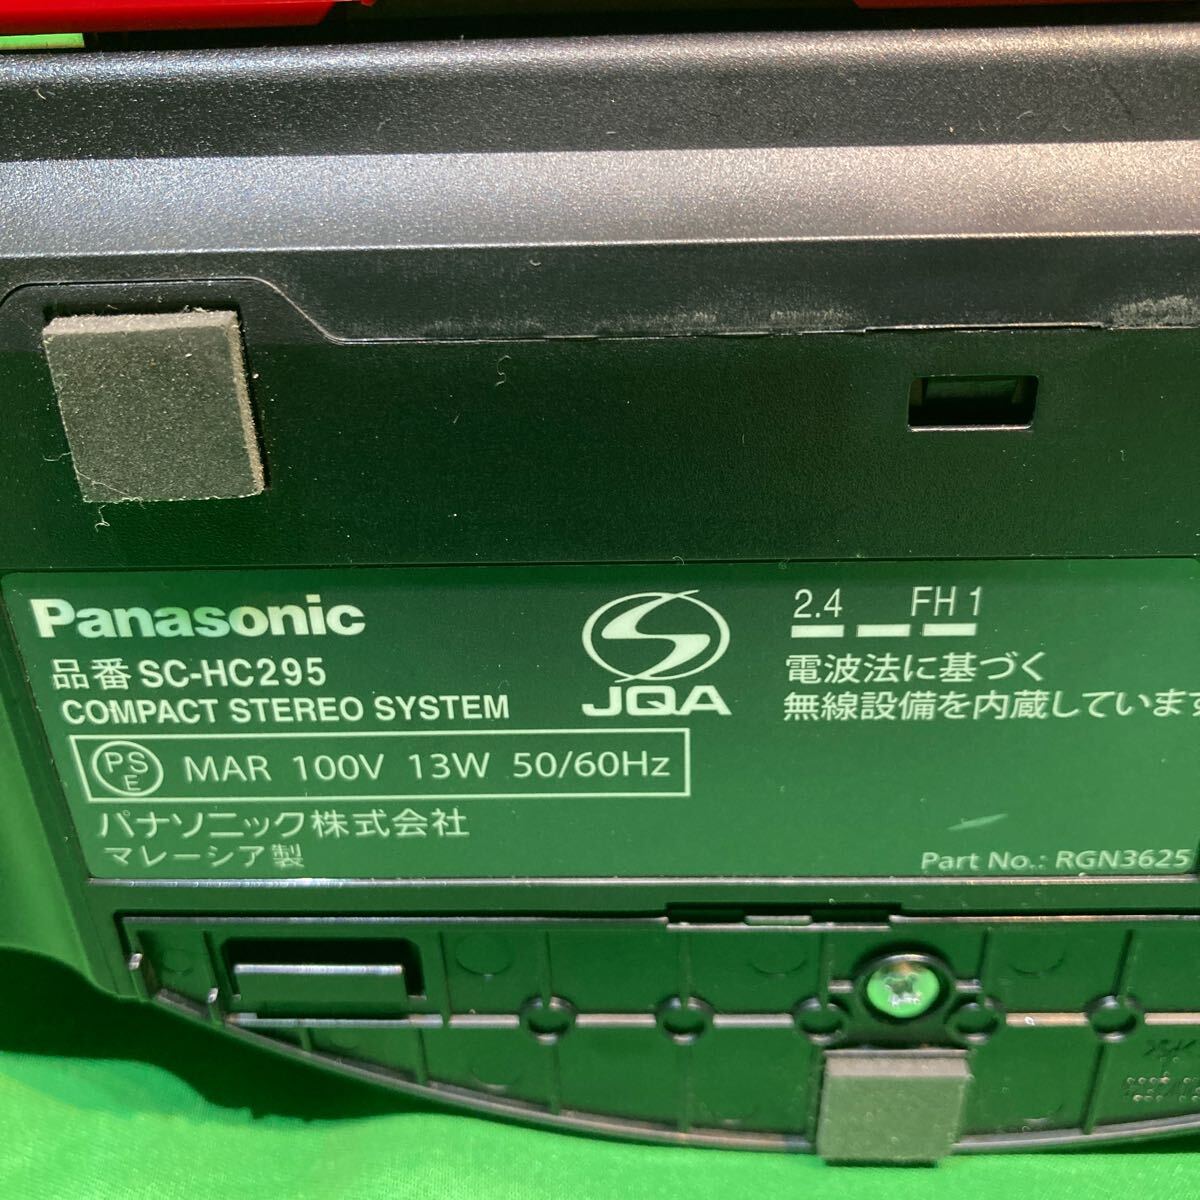 Panasonic
品番 SC-HC295
COMPACT STEREO SYSTEM
PSE MAR 100V 13W 50/60Hz
パナソニック株式会社
マレーシア製
JQA
2.4 FH 1
電波法に基づく
無線設備を内蔵しています
Part No.: RGN3625